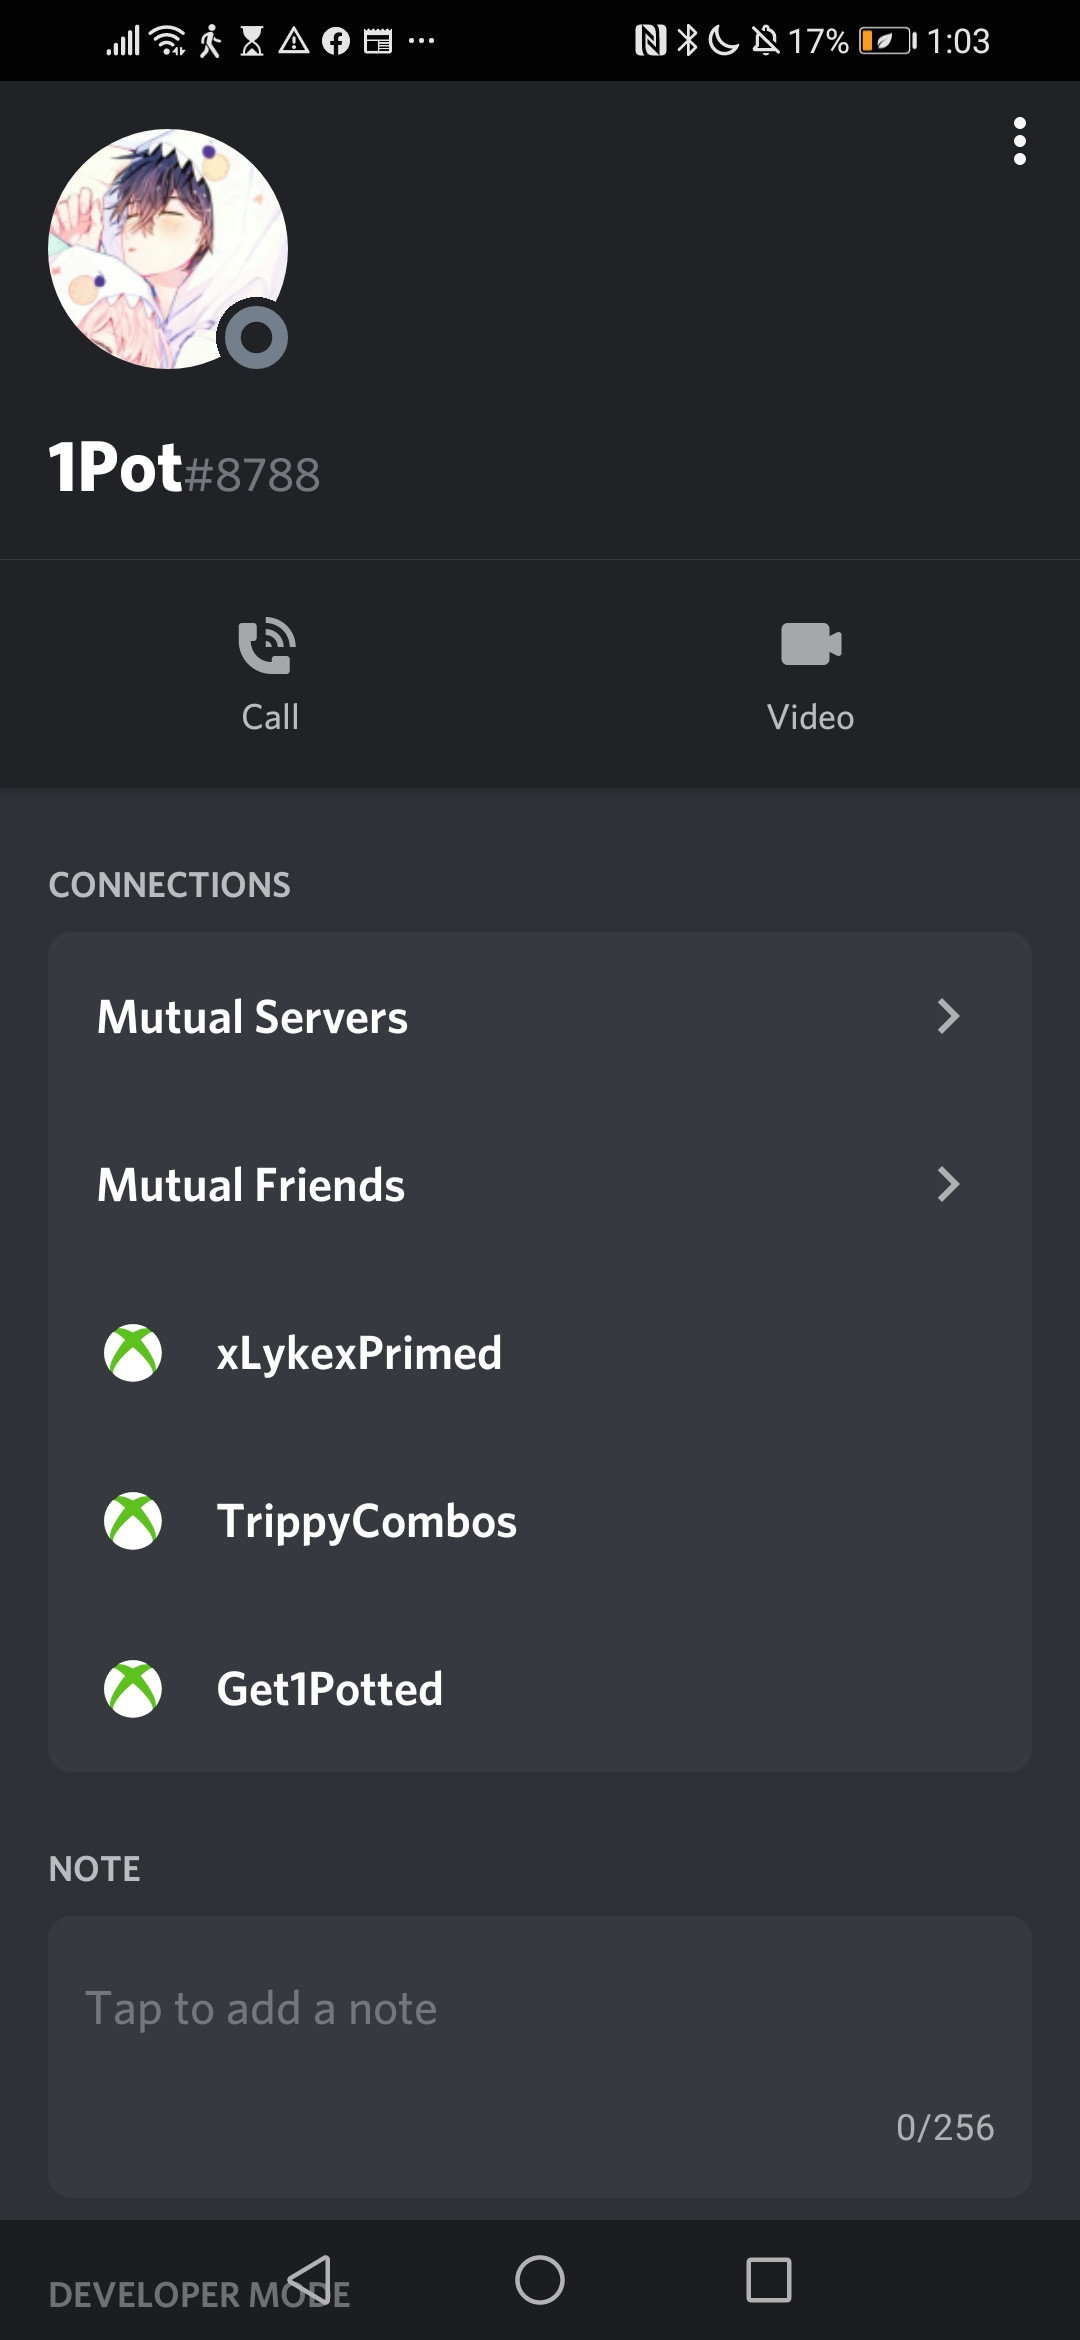 17% 1:03
1Pot#8788
Call Video
CONNECTIONS
Mutual Servers
Mutual Friends
xLykexPrimed
TrippyCombos
Get1Potted
NOTE
Tap to add a note
0/256
DEVELOPER MODE